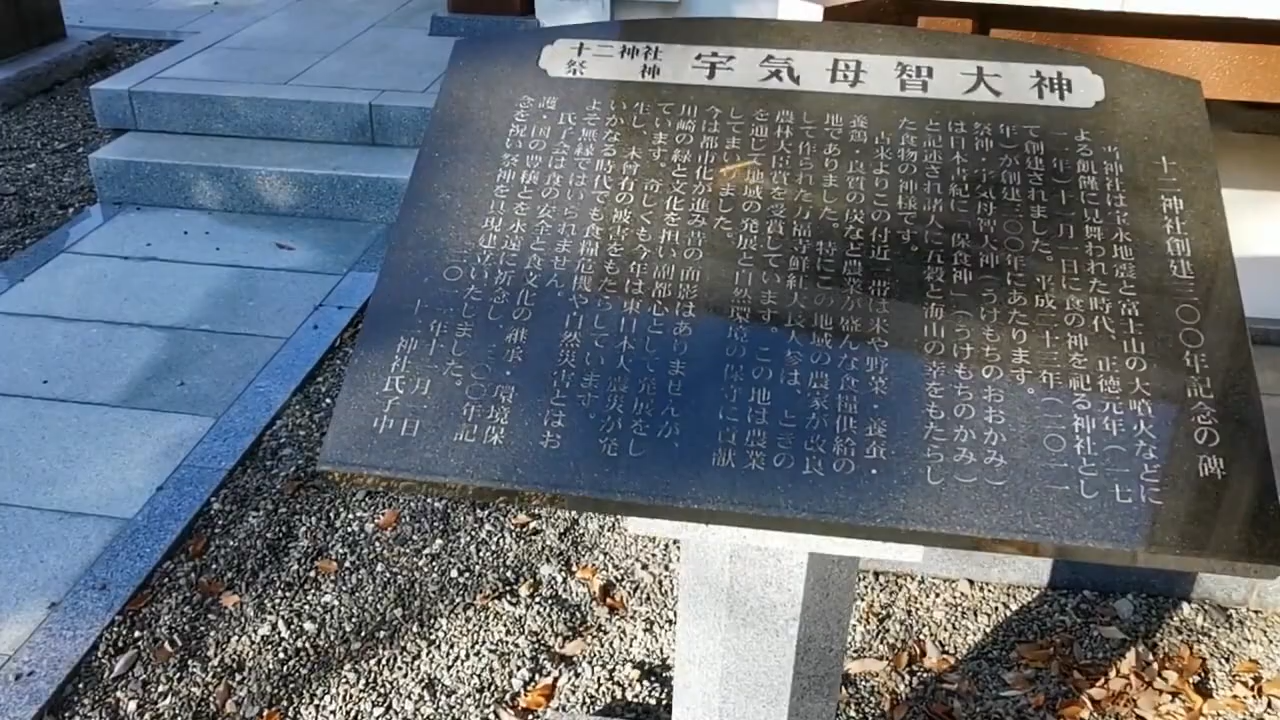 十二神社
祭神
宇気母智大神
十二神社創建三〇〇年記念の碑
当神社は宝永地震と富士山の大噴火などに
よる飢饉に見舞われた時代、正徳元年(一七
一一年)十一月一日に食の神を祀る神社とし
て創建されました。平成二十三年(二〇一一
年)が創建三〇〇年にあたります。
祭神・宇気母智大神(うけもちのおおかみ)
は日本書紀に「保食神」(うけもちのかみ)
と記述され諸人に五穀と海山の幸をもたらし
た食物の神様です。
古来よりこの付近一帯は米や野菜・養蚕・
養鶏・良質の炭など農業が盛んな食糧供給の
地でありました。特にこの地域の農家が改良
して作られた万福寺鮮紅大長人参は、ときの
農林大臣賞を受賞しています。この地は農業
を通じて地域の発展と自然環境の保守に貢献
してまいりました。
今は都市化が進み昔の面影はありませんが、
川崎の緑と文化を担い副都心として発展をし
ています。奇しくも今年は東日本大震災が発
生し、未曾有の被害をもたらしています。
いかなる時代でも食糧危機や自然災害とはお
よそ無縁ではいられません。
氏子会は食の安全と食文化の継承・環境保
護・国の豊穣とを永遠に祈念し、三〇〇年記
念を祝い祭神を具現建立いたしました。
二〇一一年十一月一日
十二神社氏子中